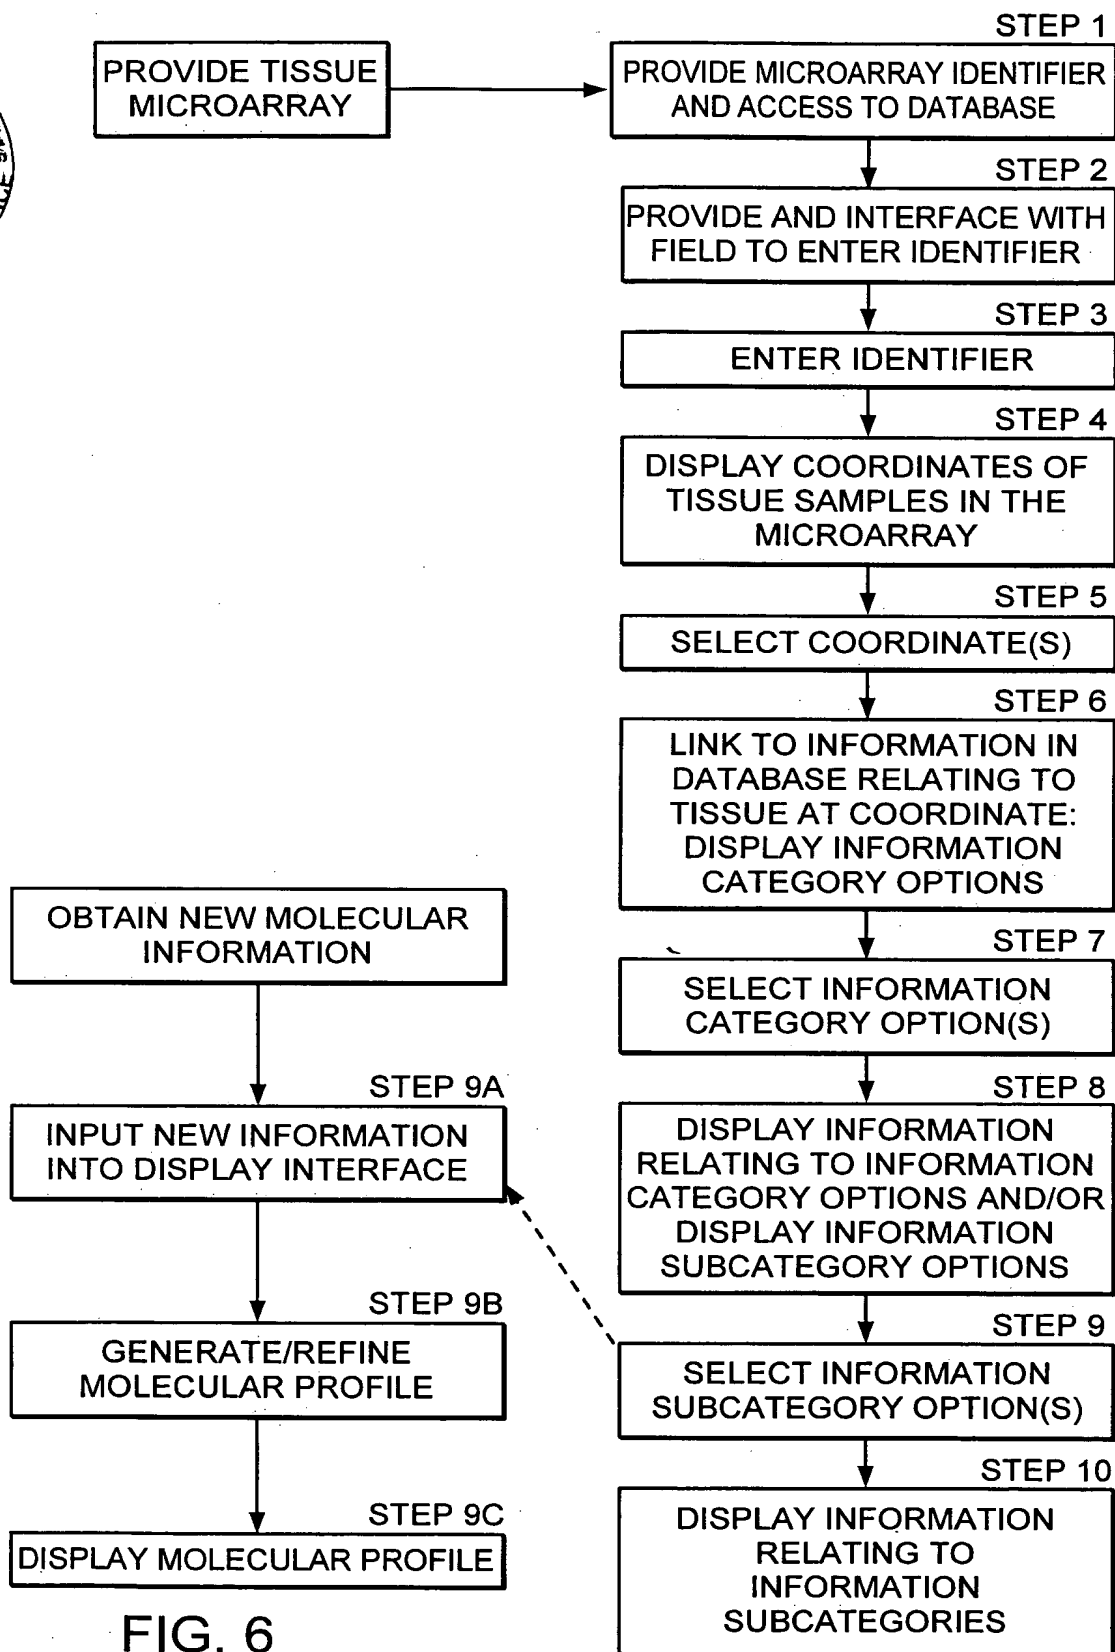 PROVIDE TISSUE
MICROARRAY
STEP 1
PROVIDE MICROARRAY IDENTIFIER
AND ACCESS TO DATABASE
STEP 2
PROVIDE AND INTERFACE WITH
FIELD TO ENTER IDENTIFIER
STEP 3
ENTER IDENTIFIER
STEP 4
DISPLAY COORDINATES OF
TISSUE SAMPLES IN THE
MICROARRAY
STEP 5
SELECT COORDINATE(S)
STEP 6
LINK TO INFORMATION IN
DATABASE RELATING TO
TISSUE AT COORDINATE:
DISPLAY INFORMATION
CATEGORY OPTIONS
STEP 7
SELECT INFORMATION
CATEGORY OPTION(S)
STEP 8
DISPLAY INFORMATION
RELATING TO INFORMATION
CATEGORY OPTIONS AND/OR
DISPLAY INFORMATION
SUBCATEGORY OPTIONS
STEP 9
SELECT INFORMATION
SUBCATEGORY OPTION(S)
STEP 10
DISPLAY INFORMATION
RELATING TO
INFORMATION
SUBCATEGORIES
OBTAIN NEW MOLECULAR
INFORMATION
STEP 9A
INPUT NEW INFORMATION
INTO DISPLAY INTERFACE
STEP 9B
GENERATE/REFINE
MOLECULAR PROFILE
STEP 9C
DISPLAY MOLECULAR PROFILE
FIG. 6